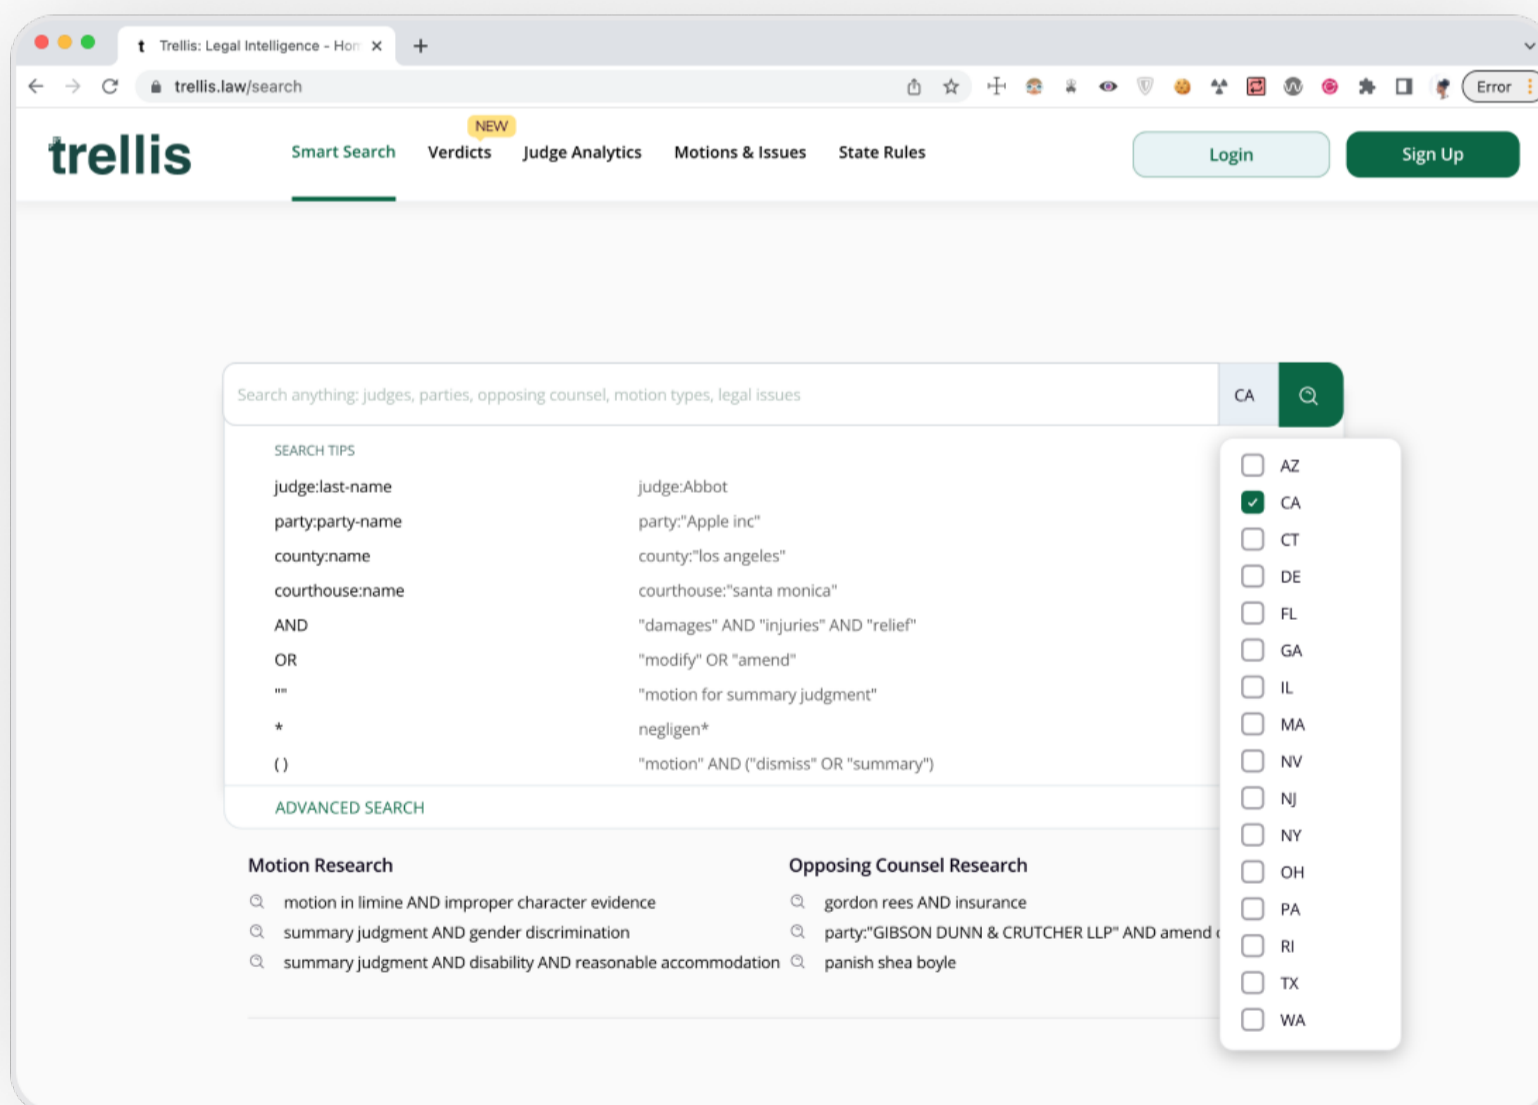 Trellis: Legal Intelligence - Hom
trellis.law/search
Error
trellis
Smart Search
NEW
Verdicts
Judge Analytics
Motions & Issues
State Rules
Login
Sign Up
Search anything: judges, parties, opposing counsel, motion types, legal issues
CA
SEARCH TIPS
judge:last-name judge:Abbot
party:party-name party:"Apple inc"
county:name county:"los angeles"
courthouse:name courthouse:"santa monica"
AND "damages" AND "injuries" AND "relief"
OR "modify" OR "amend"
"" "motion for summary judgment"
* negligen*
( ) "motion" AND ("dismiss" OR "summary")
ADVANCED SEARCH
Motion Research
motion in limine AND improper character evidence
summary judgment AND gender discrimination
summary judgment AND disability AND reasonable accommodation
Opposing Counsel Research
gordon rees AND insurance
party:"GIBSON DUNN & CRUTCHER LLP" AND amend
panish shea boyle
AZ
CA
CT
DE
FL
GA
IL
MA
NV
NJ
NY
OH
PA
RI
TX
WA